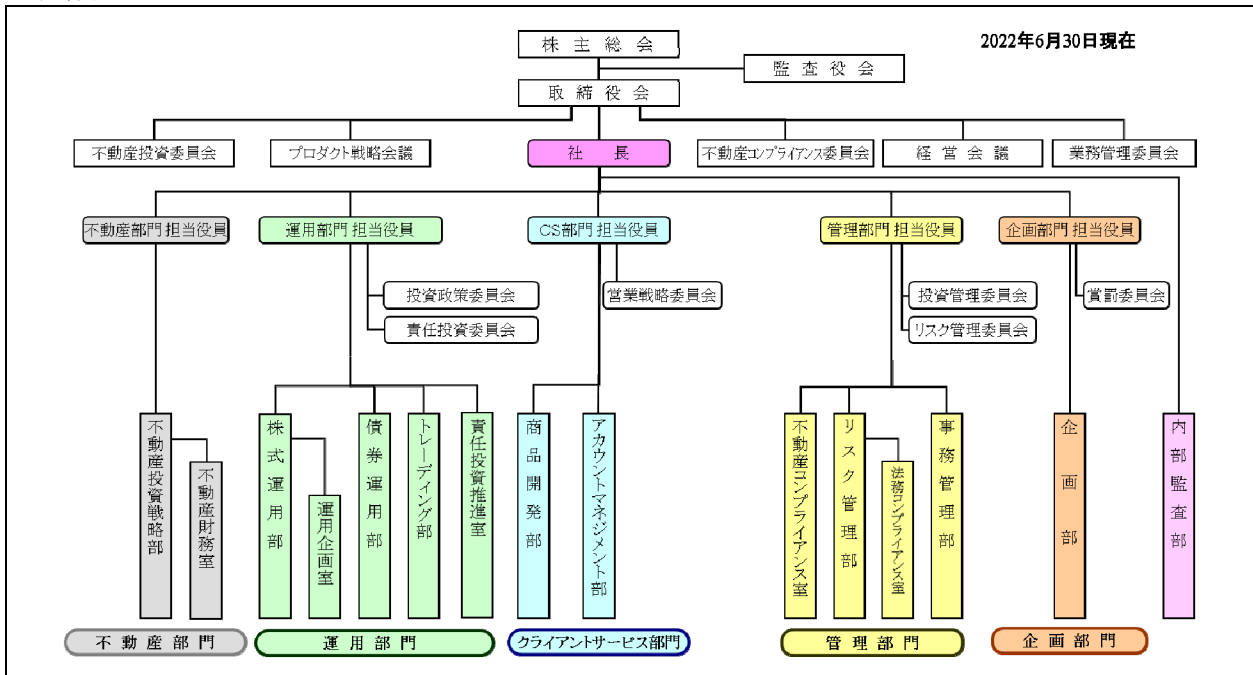 2022年6月30日現在
株主総会
監査役会
取締役会
不動産投資委員会
プロダクト戦略会議
社長
不動産コンプライアンス委員会
経営会議
業務管理委員会
不動産部門担当役員
運用部門担当役員
CS部門担当役員
管理部門担当役員
企画部門担当役員
投資政策委員会
営業戦略委員会
投資管理委員会
賞罰委員会
責任投資委員会
リスク管理委員会
不動産投資戦略部
不動産財務室
株式運用部
運用企画室
債券運用部
トレーディング部
責任投資推進室
商品開発部
アカウントマネジメント部
不動産コンプライアンス室
リスク管理部
法務コンプライアンス室
事務管理部
企画部
内部監査部
不動産部門
運用部門
クライアントサービス部門
管理部門
企画部門